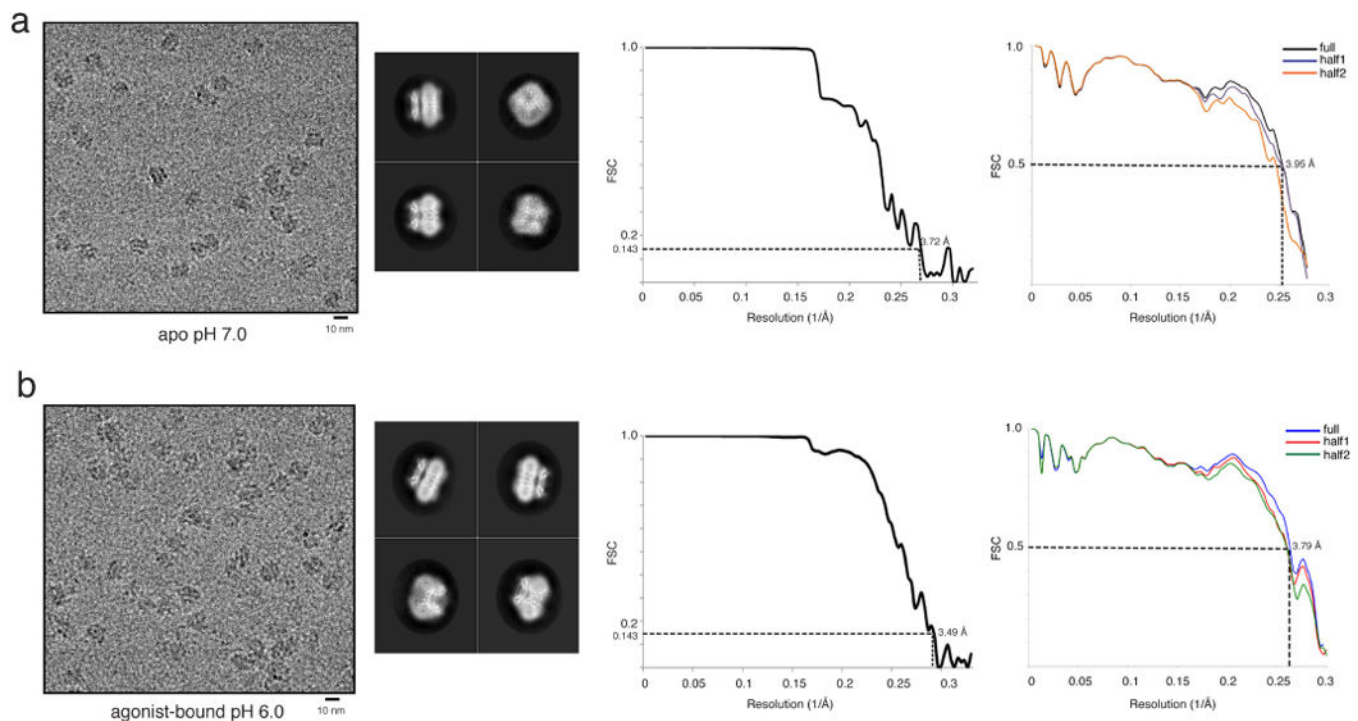 a
10 nm
apo pH 7.0
1.0
FSC
0.2
0.143
3.72 Å
0 0.05 0.1 0.15 0.2 0.25 0.3
Resolution (1/Å)
full
half1
half2
1.0
FSC
0.5
3.95 Å
0 0.05 0.1 0.15 0.2 0.25 0.3
Resolution (1/Å)
b
10 nm
agonist-bound pH 6.0
1.0
FSC
0.2
0.143
3.49 Å
0 0.05 0.1 0.15 0.2 0.25 0.3
Resolution (1/Å)
full
half1
half2
1.0
FSC
0.5
3.79 Å
0 0.05 0.1 0.15 0.2 0.25 0.3
Resolution (1/Å)